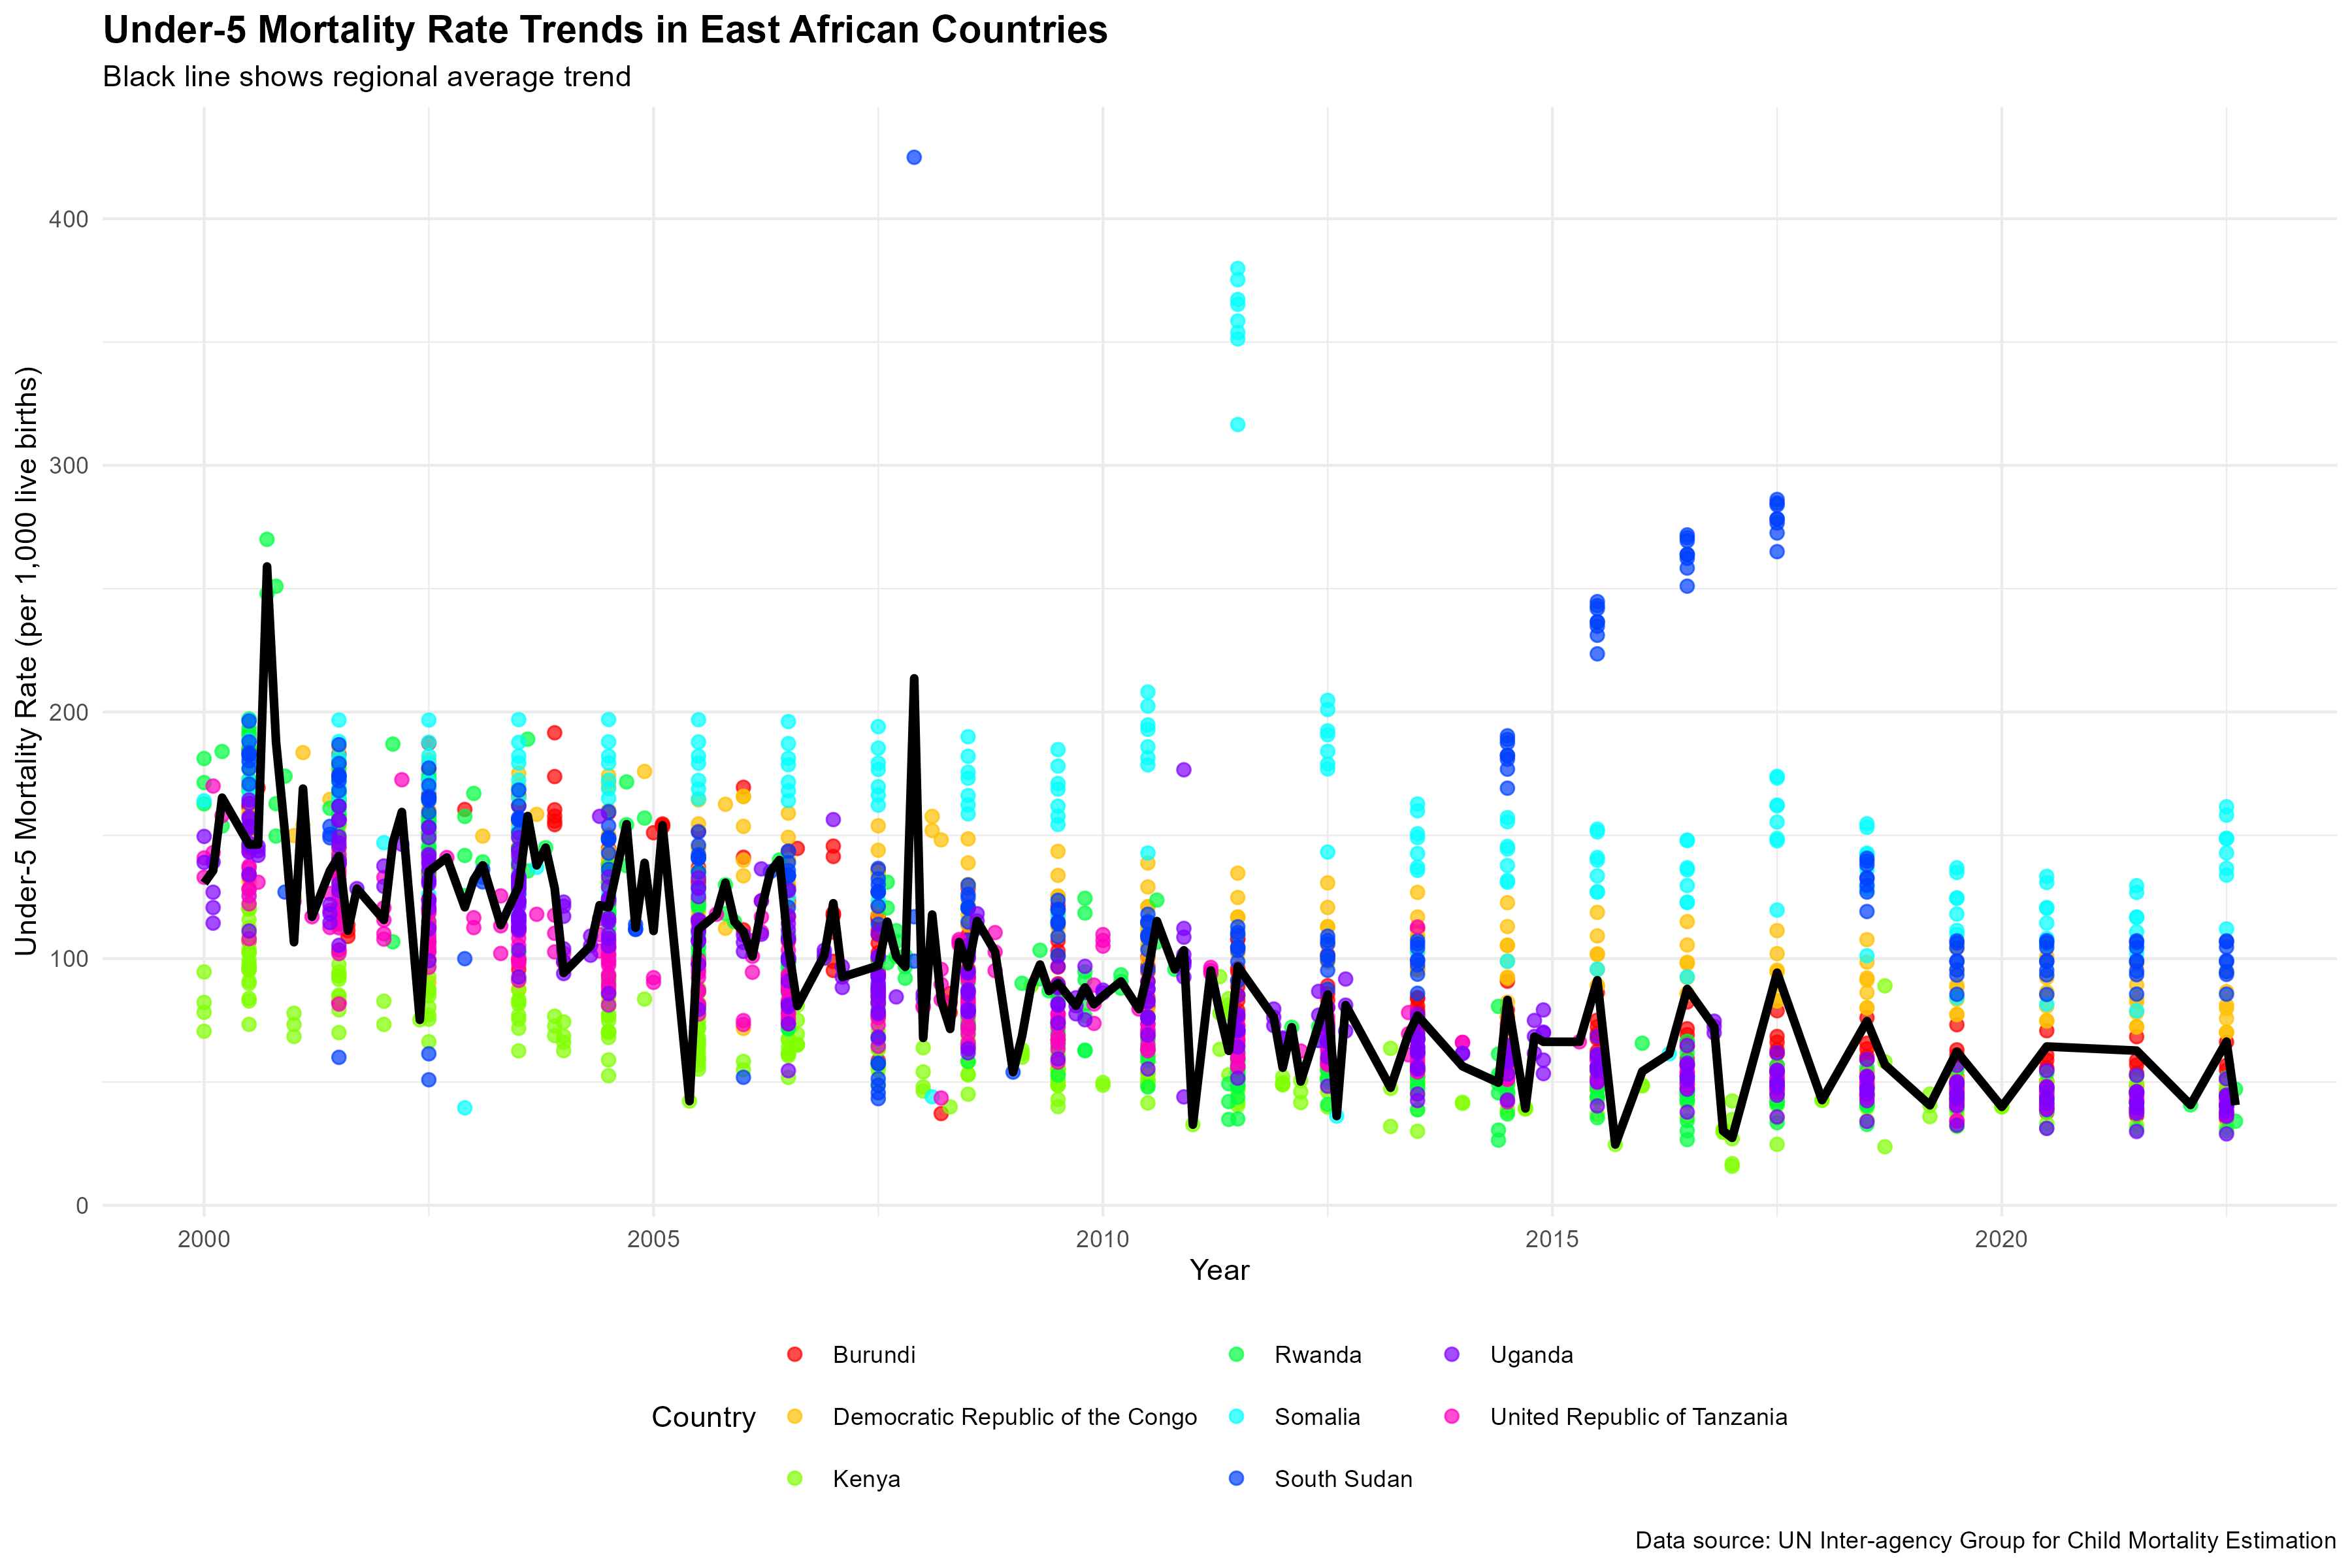 Under-5 Mortality Rate Trends in East African Countries
Black line shows regional average trend
Under-5 Mortality Rate (per 1,000 live births)
400
300
200
100
0
2000 2005 2010 2015 2020
Year
Country
Burundi
Democratic Republic of the Congo
Kenya
Rwanda
Somalia
South Sudan
Uganda
United Republic of Tanzania
Data source: UN Inter-agency Group for Child Mortality Estimation